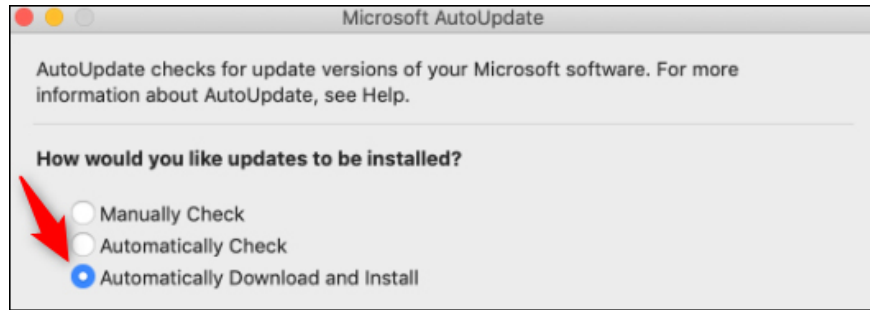 Microsoft AutoUpdate
AutoUpdate checks for update versions of your Microsoft software. For more
information about AutoUpdate, see Help.
How would you like updates to be installed?
Manually Check
Automatically Check
Automatically Download and Install